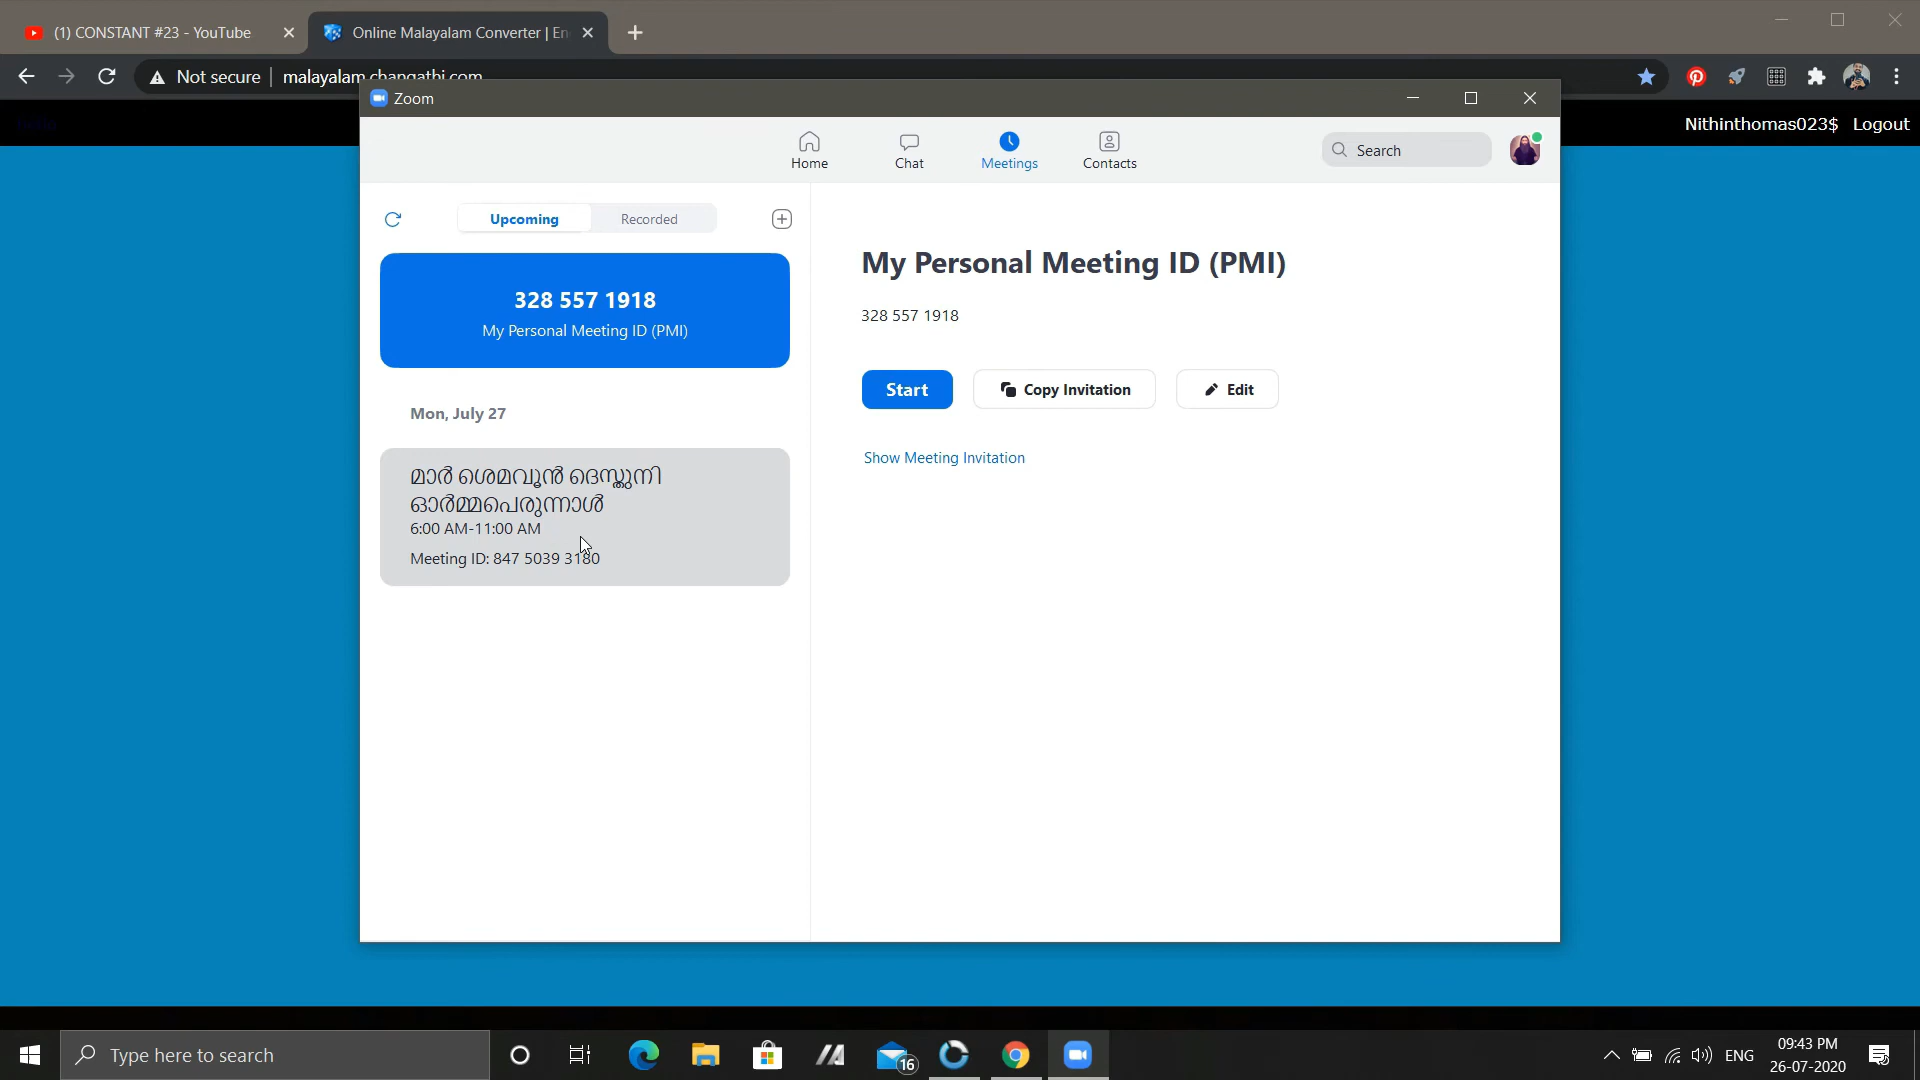 (1) CONSTANT #23 - YouTube
Online Malayalam Converter | En
Not secure
malayalam.changathi.com
Zoom
Nithinthomas023$ Logout
Home
Chat
Meetings
Contacts
Search
Upcoming
Recorded
328 557 1918
My Personal Meeting ID (PMI)
Mon, July 27
മാർ ശെമവൂൻ ദെസ്തുനി
ഓർമ്മപെരുന്നാൾ
6:00 AM-11:00 AM
Meeting ID: 847 5039 3180
My Personal Meeting ID (PMI)
328 557 1918
Start
Copy Invitation
Edit
Show Meeting Invitation
Type here to search
16
ENG
09:43 PM
26-07-2020